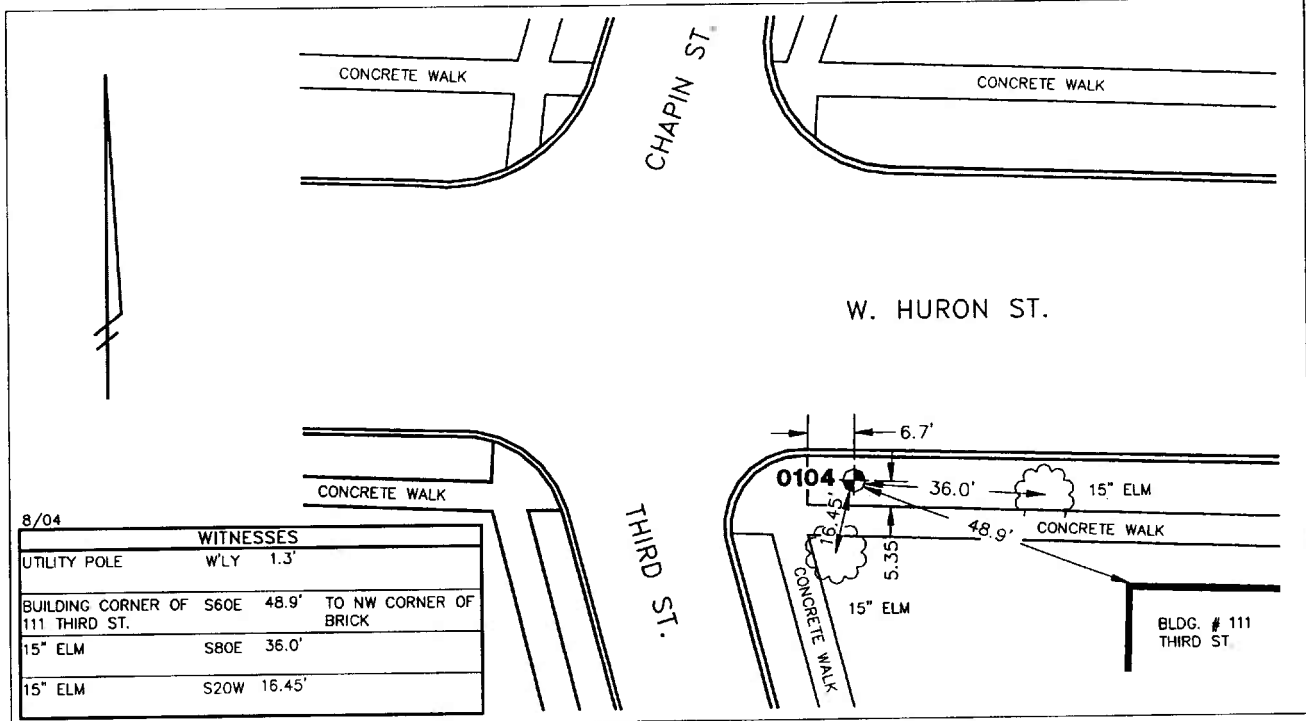 CHAPIN ST.
CONCRETE WALK
CONCRETE WALK
W. HURON ST.
6.7'
0104
36.0'
15" ELM
16.45'
48.9'
CONCRETE WALK
5.35'
CONCRETE WALK
THIRD ST.
CONCRETE WALK
15" ELM
BLDG. # 111
THIRD ST.
8/04
WITNESSES
UTILITY POLE W'LY 1.3'
BUILDING CORNER OF S60E 48.9' TO NW CORNER OF
111 THIRD ST. BRICK
15" ELM S80E 36.0'
15" ELM S20W 16.45'